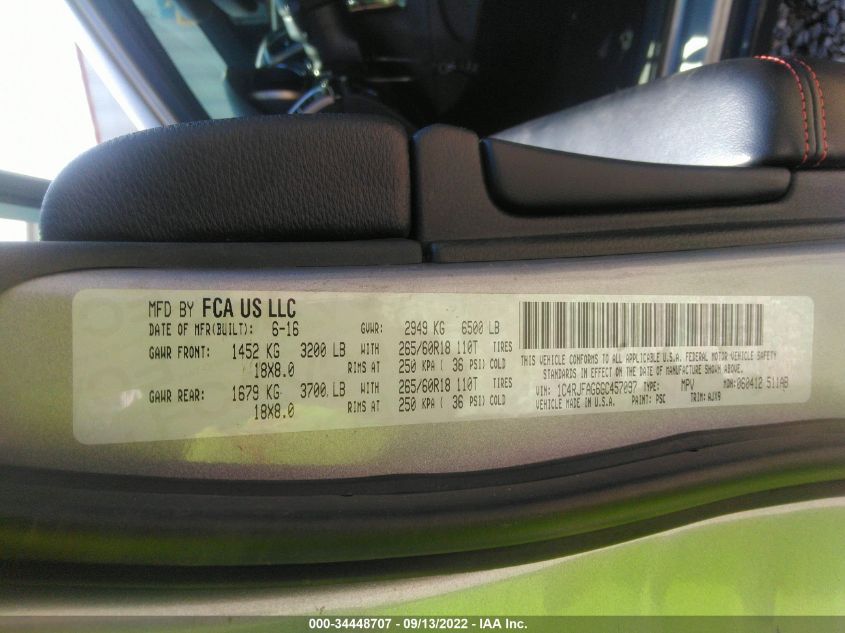 MFD BY FCA US LLC
DATE OF MFR(BUILT): 6-16 GVWR: 2949 KG 6500 LB
GAWR FRONT: 1452 KG 3200 LB WITH 265/60R18 110T TIRES
18X8.0 RIMS AT 250 KPA ( 36 PSI) COLD
GAWR REAR: 1679 KG 3700 LB WITH 265/60R18 110T TIRES
18X8.0 RIMS AT 250 KPA ( 36 PSI) COLD
THIS VEHICLE CONFORMS TO ALL APPLICABLE U.S.A. FEDERAL MOTOR VEHICLE SAFETY
STANDARDS IN EFFECT ON THE DATE OF MANUFACTURE SHOWN ABOVE.
VIN: 1C4RJFAG6GC457097 TYPE: MPV MDH: 060412 511AB
VEHICLE MADE IN U.S.A. PAINT: PSC TRIM: AJX9
000-34448707 - 09/13/2022 - IAA Inc.